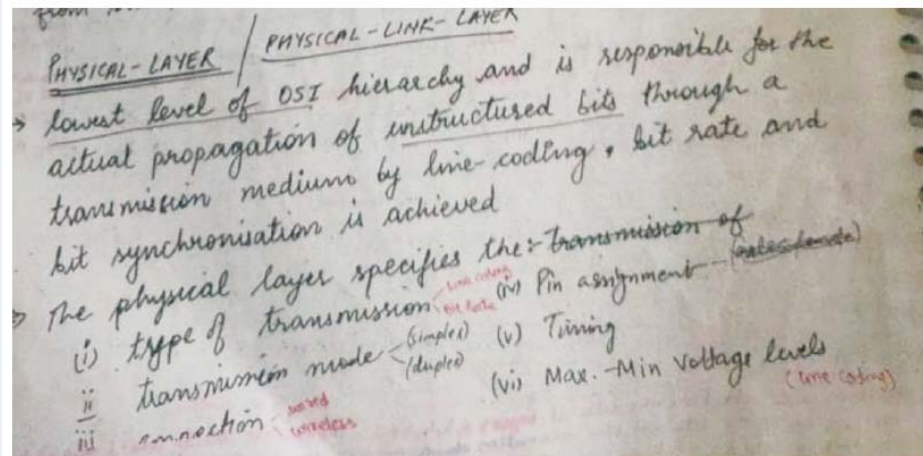 from
PHYSICAL-LAYER / PHYSICAL-LINK-LAYER
→ lowest level of OSI hierarchy and is responsible for the
actual propagation of unstructured bits through a
transmission medium by line-coding, bit rate and
bit synchronisation is achieved
→ The physical layer specifies the:- transmission of
(i) type of transmission line coding bit rate
(iv) Pin assignment
ii transmission mode (simplex) (duplex)
(v) Timing
iii connection wired wireless
(vi) Max.-Min Voltage levels
(line coding)